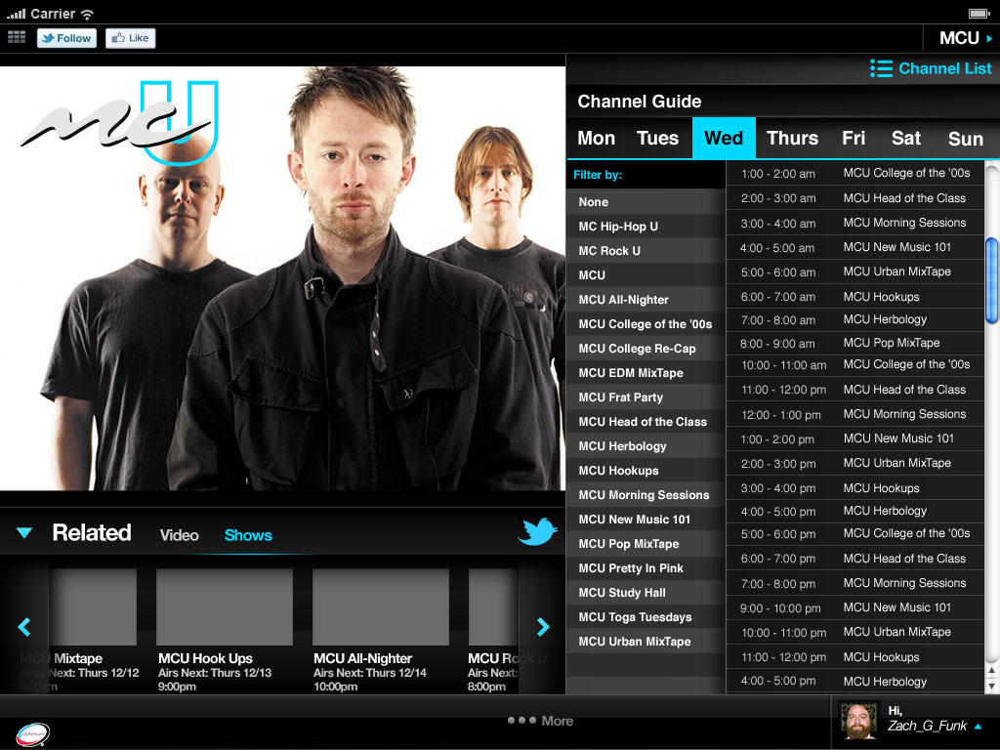 Carrier
Follow
Like
MCU
Channel List
mc U
Channel Guide
Mon Tues Wed Thurs Fri Sat Sun
Filter by:
None
MC Hip-Hop U
MC Rock U
MCU
MCU All-Nighter
MCU College of the '00s
MCU College Re-Cap
MCU EDM MixTape
MCU Frat Party
MCU Head of the Class
MCU Herbology
MCU Hookups
MCU Morning Sessions
MCU New Music 101
MCU Pop MixTape
MCU Pretty In Pink
MCU Study Hall
MCU Toga Tuesdays
MCU Urban MixTape
1:00 - 2:00 am MCU College of the '00s
2:00 - 3:00 am MCU Head of the Class
3:00 - 4:00 am MCU Morning Sessions
4:00 - 5:00 am MCU New Music 101
5:00 - 6:00 am MCU Urban MixTape
6:00 - 7:00 am MCU Hookups
7:00 - 8:00 am MCU Herbology
8:00 - 9:00 am MCU Pop MixTape
10:00 - 11:00 am MCU College of the '00s
11:00 - 12:00 pm MCU Head of the Class
12:00 - 1:00 pm MCU Morning Sessions
1:00 - 2:00 pm MCU New Music 101
2:00 - 3:00 pm MCU Urban MixTape
3:00 - 4:00 pm MCU Hookups
4:00 - 5:00 pm MCU Herbology
5:00 - 6:00 pm MCU College of the '00s
6:00 - 7:00 pm MCU Head of the Class
7:00 - 8:00 pm MCU Morning Sessions
9:00 - 10:00 pm MCU New Music 101
10:00 - 11:00 pm MCU Urban MixTape
11:00 - 12:00 pm MCU Hookups
4:00 - 5:00 pm MCU Herbology
Related Video Shows
MCU Mixtape
Airs Next: Thurs 12/12
8:00pm
MCU Hook Ups
Airs Next: Thurs 12/13
9:00pm
MCU All-Nighter
Airs Next: Thurs 12/14
10:00pm
MCU Rock U
Airs Next:
8:00pm
More
optimum
Hi,
Zach_G_Funk